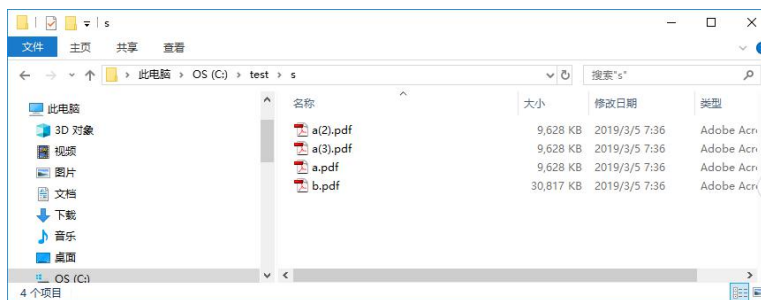 s
文件 主页 共享 查看
此电脑 › OS (C:) › test › s 搜索"s"
此电脑
3D 对象
视频
图片
文档
下载
音乐
桌面
OS (C:)
名称 大小 修改日期 类型
a(2).pdf 9,628 KB 2019/3/5 7:36 Adobe Acr
a(3).pdf 9,628 KB 2019/3/5 7:36 Adobe Acr
a.pdf 9,628 KB 2019/3/5 7:36 Adobe Acr
b.pdf 30,817 KB 2019/3/5 7:36 Adobe Acr
4 个项目